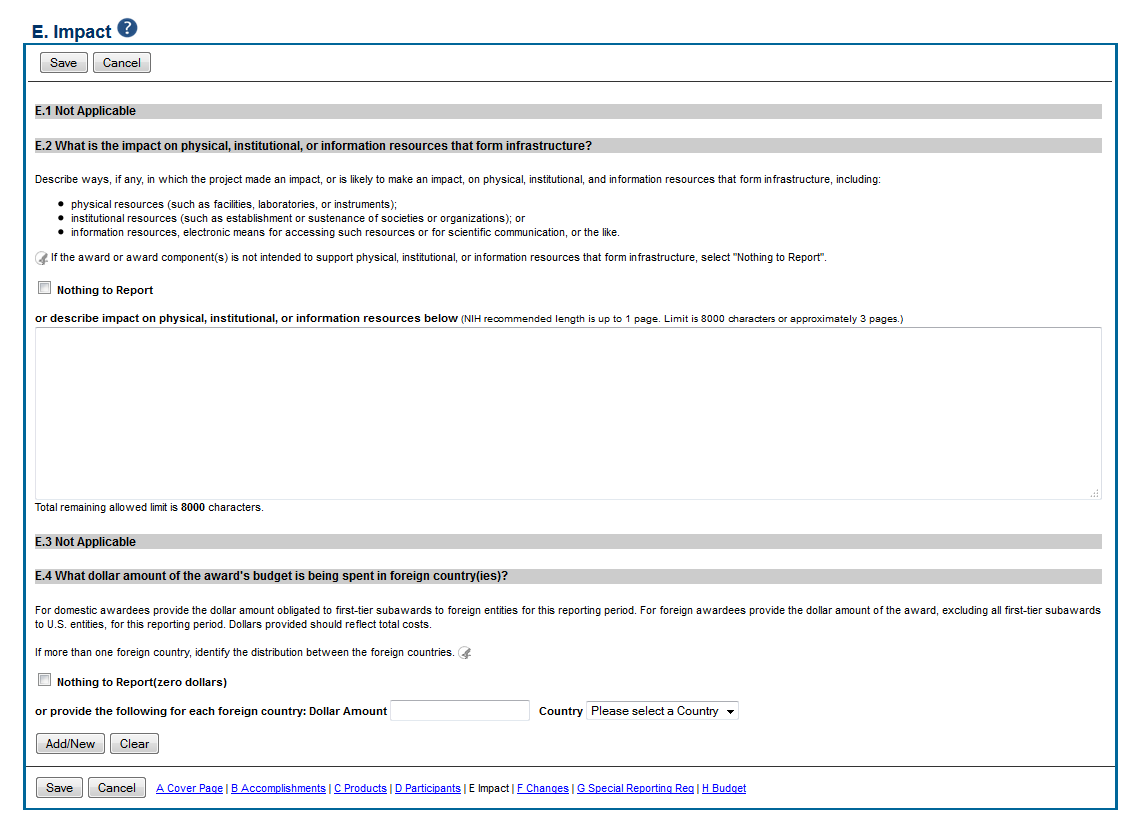 E. Impact ?
Save Cancel
E.1 Not Applicable
E.2 What is the impact on physical, institutional, or information resources that form infrastructure?
Describe ways, if any, in which the project made an impact, or is likely to make an impact, on physical, institutional, and information resources that form infrastructure, including:
• physical resources (such as facilities, laboratories, or instruments);
• institutional resources (such as establishment or sustenance of societies or organizations); or
• information resources, electronic means for accessing such resources or for scientific communication, or the like.
If the award or award component(s) is not intended to support physical, institutional, or information resources that form infrastructure, select "Nothing to Report".
Nothing to Report
or describe impact on physical, institutional, or information resources below (NIH recommended length is up to 1 page. Limit is 8000 characters or approximately 3 pages.)
Total remaining allowed limit is 8000 characters.
E.3 Not Applicable
E.4 What dollar amount of the award's budget is being spent in foreign country(ies)?
For domestic awardees provide the dollar amount obligated to first-tier subawards to foreign entities for this reporting period. For foreign awardees provide the dollar amount of the award, excluding all first-tier subawards
to U.S. entities, for this reporting period. Dollars provided should reflect total costs.
If more than one foreign country, identify the distribution between the foreign countries.
Nothing to Report(zero dollars)
or provide the following for each foreign country: Dollar Amount Country Please select a Country
Add/New Clear
Save Cancel A Cover Page | B Accomplishments | C Products | D Participants | E Impact | F Changes | G Special Reporting Req | H Budget